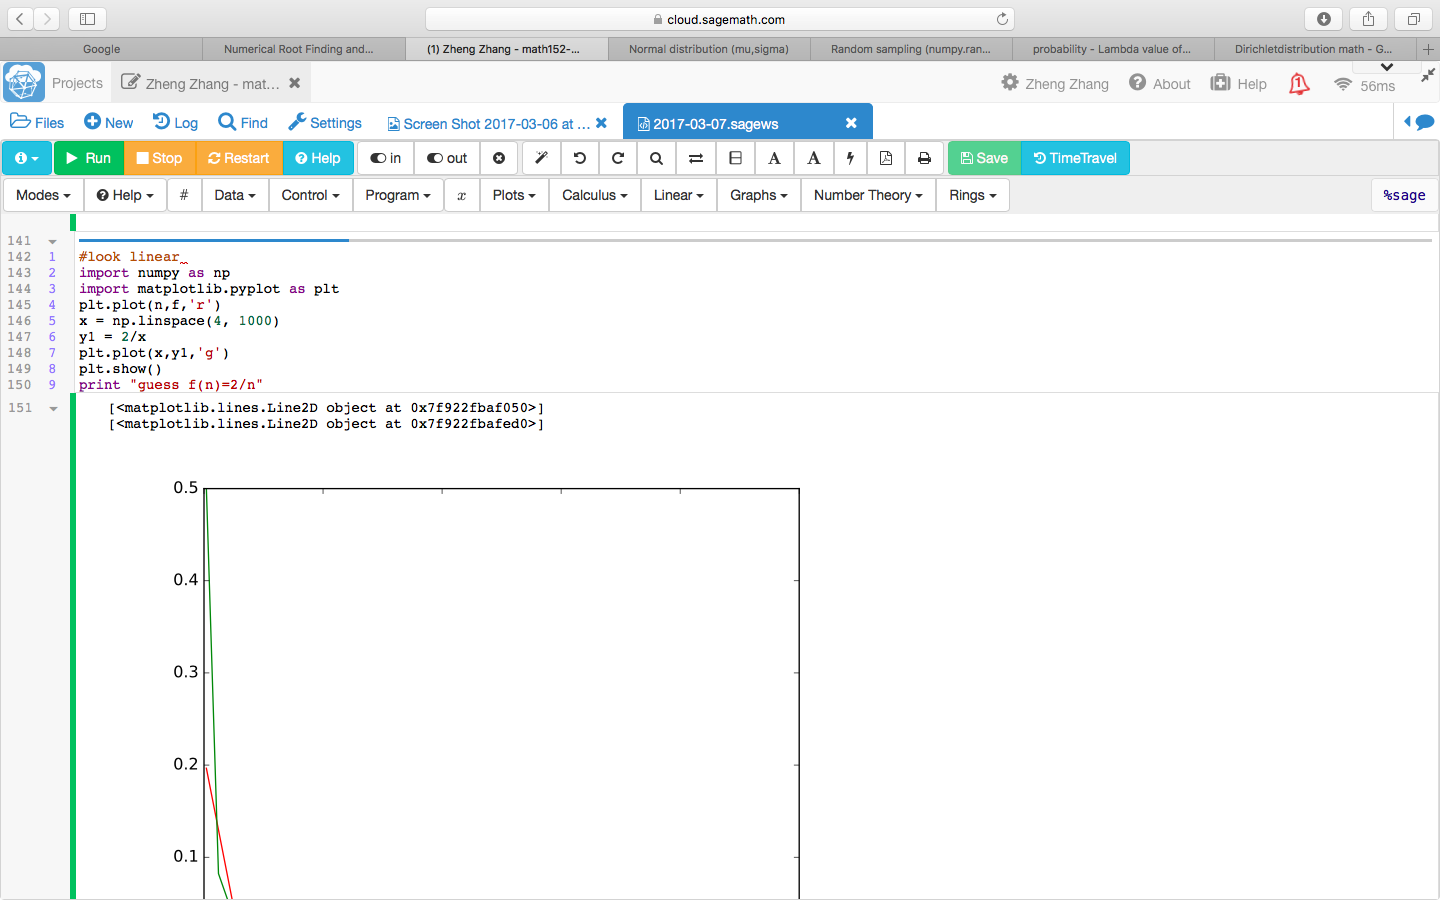 cloud.sagemath.com
Google
Numerical Root Finding and...
(1) Zheng Zhang - math152-...
Normal distribution (mu,sigma)
Random sampling (numpy.ran...
probability - Lambda value of...
Dirichletdistribution math - G...
Projects
Zheng Zhang - mat...
Zheng Zhang
About
Help
1
56ms
Files
New
Log
Find
Settings
Screen Shot 2017-03-06 at ...
2017-03-07.sagews
Run
Stop
Restart
Help
in
out
A
A
Save
TimeTravel
Modes
Help
#
Data
Control
Program
x
Plots
Calculus
Linear
Graphs
Number Theory
Rings
%sage
141
142 1 #look linear
143 2 import numpy as np
144 3 import matplotlib.pyplot as plt
145 4 plt.plot(n,f,'r')
146 5 x = np.linspace(4, 1000)
147 6 y1 = 2/x
148 7 plt.plot(x,y1,'g')
149 8 plt.show()
150 9 print "guess f(n)=2/n"
151 [<matplotlib.lines.Line2D object at 0x7f922fbaf050>]
[<matplotlib.lines.Line2D object at 0x7f922fbafed0>]
0.5
0.4
0.3
0.2
0.1